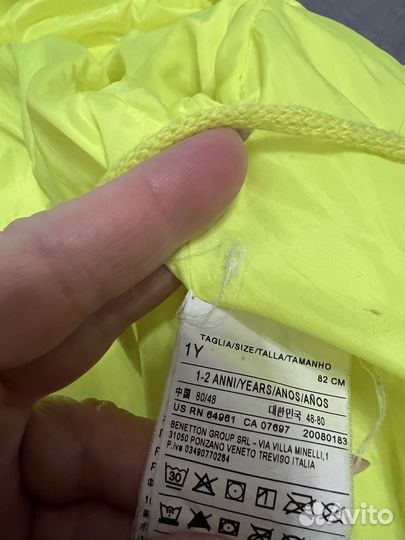 TAGLIA/SIZE/TALLA/TAMANHO
1Y 82 CM
1-2 ANNI/YEARS/ANOS/AÑOS
中国 80/48 대한민국 48-80
US RN 64961 CA 07697 20080183
BENETTON GROUP SRL - VIA VILLA MINELLI,1
31050 PONZANO VENETO TREVISO ITALIA
P.iva 03490770264
30
Avito